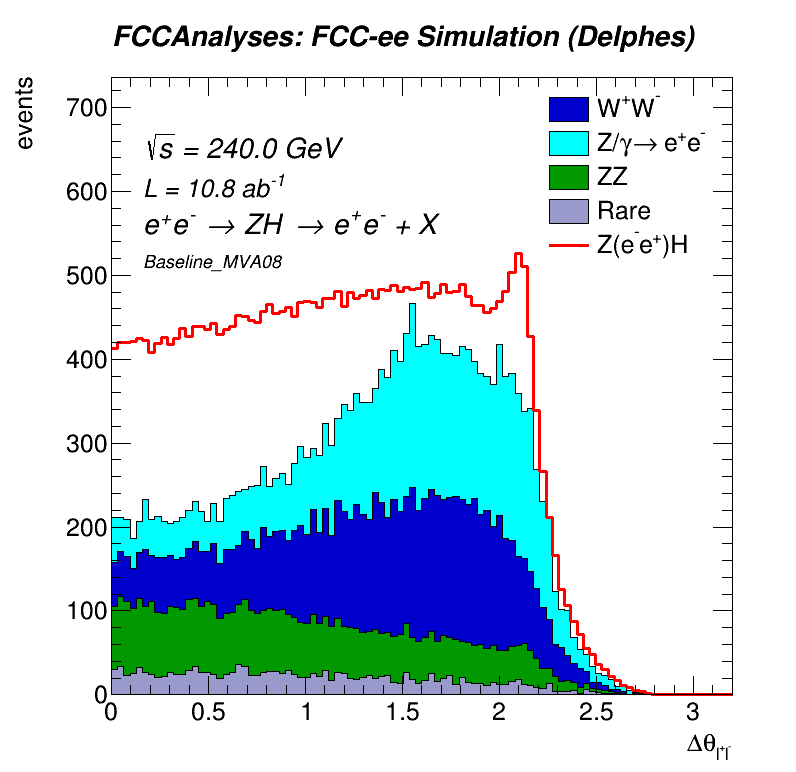 FCCAnalyses: FCC-ee Simulation (Delphes)
events
√s = 240.0 GeV
L = 10.8 ab⁻¹
e⁺e⁻ → ZH → e⁺e⁻ + X
Baseline_MVA08
W⁺W⁻
Z/γ→ e⁺e⁻
ZZ
Rare
Z(e⁻e⁺)H
700
600
500
400
300
200
100
0
0 0.5 1 1.5 2 2.5 3
Δθ_l⁺l⁻